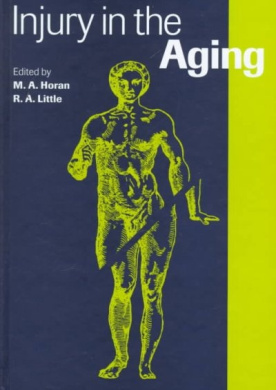 Injury in the
Aging
Edited by
M. A. Horan
R. A. Little